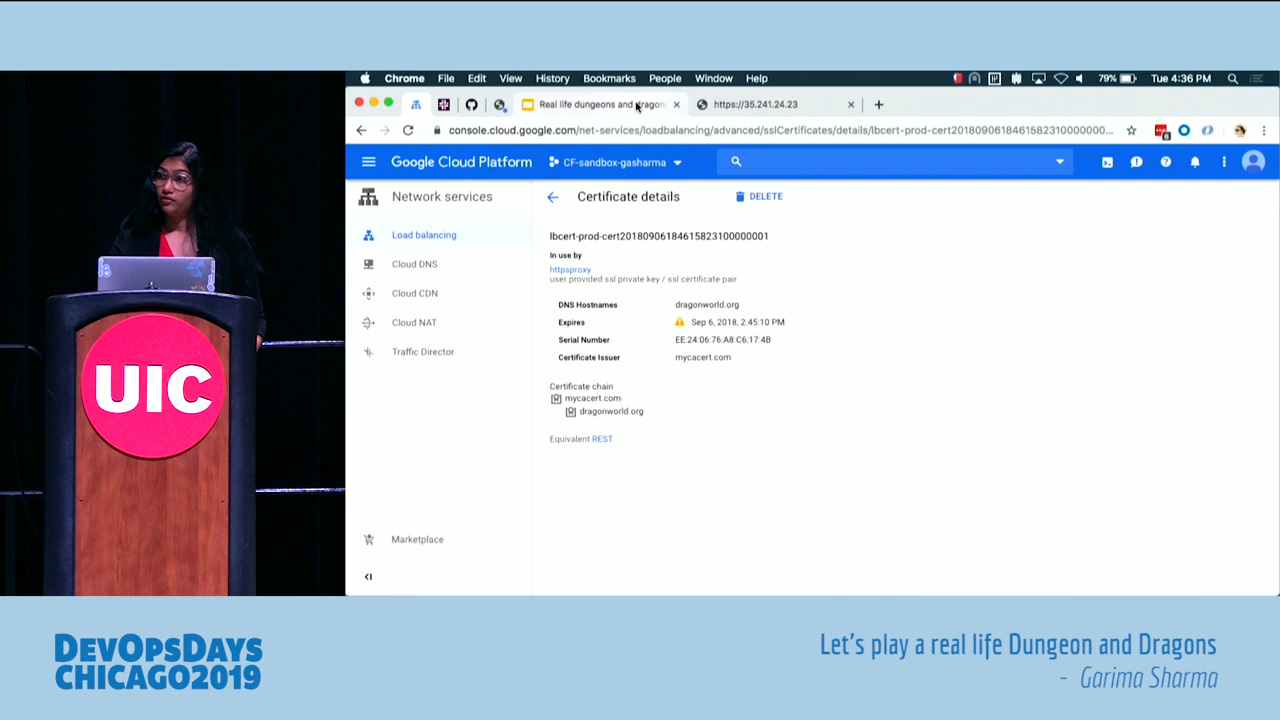 Chrome File Edit View History Bookmarks People Window Help 79% Tue 4:36 PM
Real life dungeons and dragon https://35.241.24.23
console.cloud.google.com/net-services/loadbalancing/advanced/sslCertificates/details/lbcert-prod-cert20180906184615823100000000...
Google Cloud Platform CF-sandbox-gasharma
Network services
Certificate details DELETE
Load balancing
Cloud DNS
Cloud CDN
Cloud NAT
Traffic Director
Marketplace
lbcert-prod-cert20180906184615823100000001
In use by
httpsproxy
user provided ssl private key / ssl certificate pair
DNS Hostnames dragonworld.org
Expires Sep 6, 2018, 2:45:10 PM
Serial Number EE:24:06:76:A8:C6:17:4B
Certificate Issuer mycacert.com
Certificate chain
mycacert.com
dragonworld.org
Equivalent REST
UIC
DEVOPSDAYS
CHICAGO2019
Let's play a real life Dungeon and Dragons
- Garima Sharma